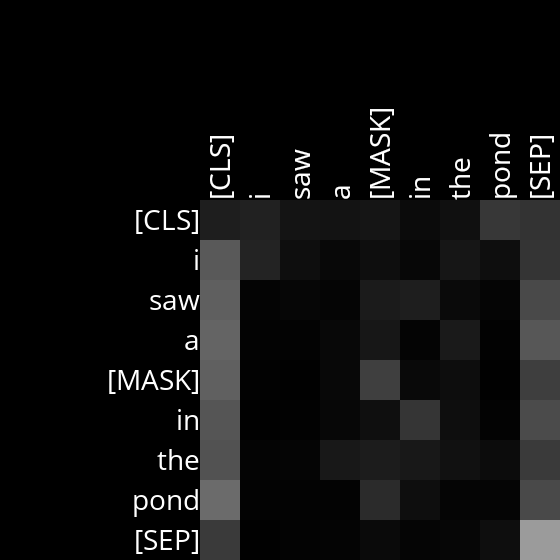 [CLS] i saw a [MASK] in the pond [SEP]
[CLS]
i
saw
a
[MASK]
in
the
pond
[SEP]